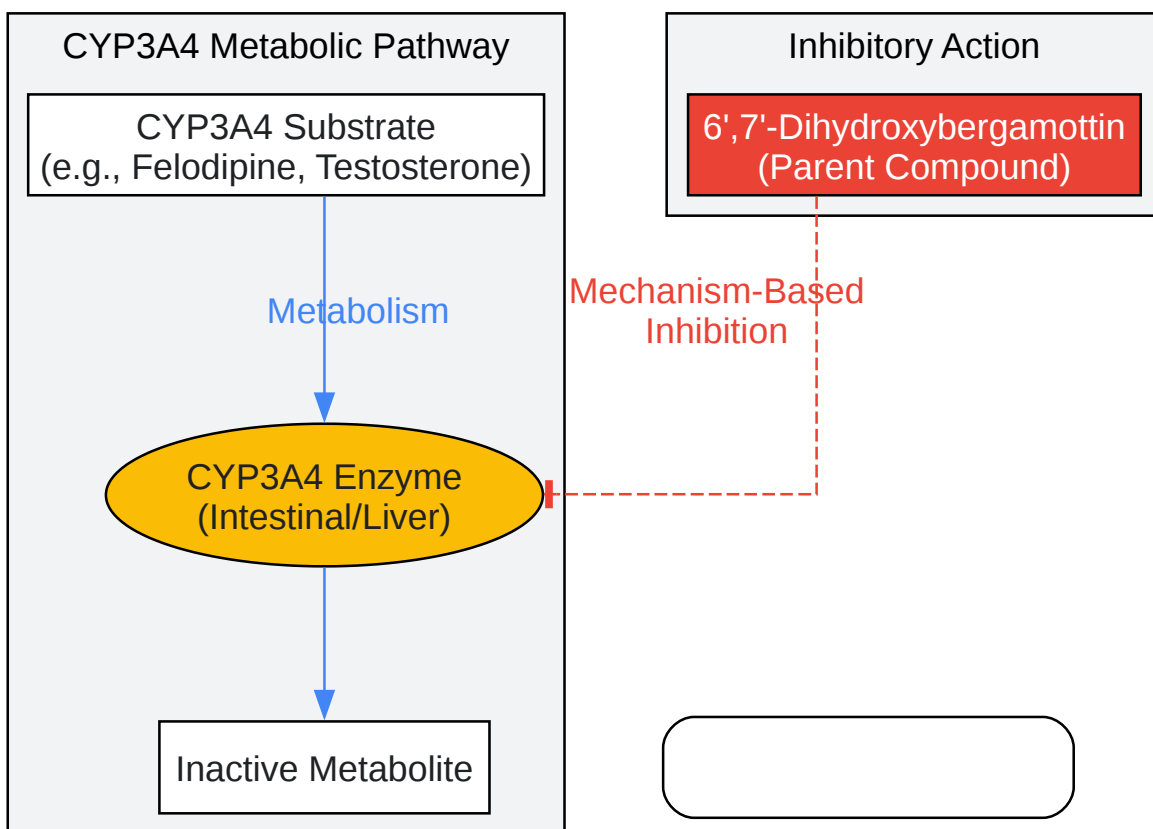 CYP3A4 Metabolic Pathway
CYP3A4 Substrate
(e.g., Felodipine, Testosterone)
Metabolism
CYP3A4 Enzyme
(Intestinal/Liver)
Inactive Metabolite
Inhibitory Action
6',7'-Dihydroxybergamottin
(Parent Compound)
Mechanism-Based
Inhibition